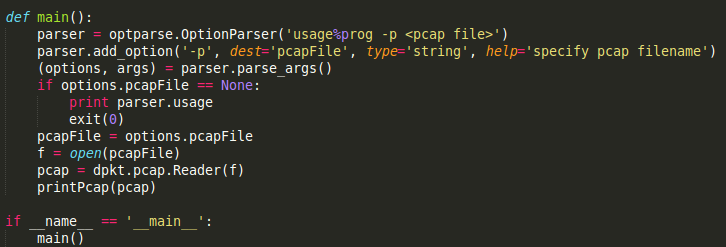 def main():
    parser = optparse.OptionParser('usage%prog -p <pcap file>')
    parser.add_option('-p', dest='pcapFile', type='string', help='specify pcap filename')
    (options, args) = parser.parse_args()
    if options.pcapFile == None:
        print parser.usage
        exit(0)
    pcapFile = options.pcapFile
    f = open(pcapFile)
    pcap = dpkt.pcap.Reader(f)
    printPcap(pcap)

if __name__ == '__main__':
    main()